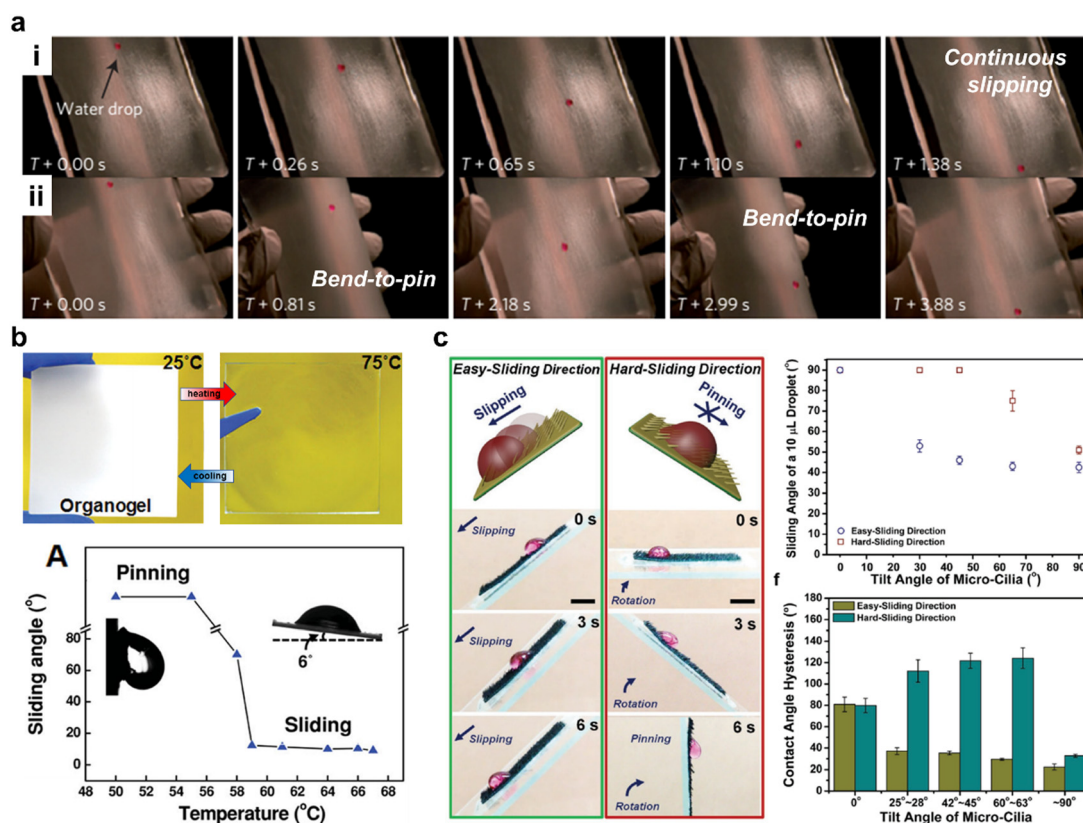 a
i
Water drop
T + 0.00 s
T + 0.26 s
T + 0.65 s
T + 1.10 s
Continuous
slipping
T + 1.38 s
ii
T + 0.00 s
Bend-to-pin
T + 0.81 s
T + 2.18 s
Bend-to-pin
T + 2.99 s
T + 3.88 s
b
25°C
heating
cooling
Organogel
75°C
A
Pinning
6°
Sliding
Sliding angle (°)
80
60
40
20
0
50 52 54 56 58 60 62 64 66 68
Temperature (°C)
c
Easy-Sliding Direction
Slipping
Slipping
0 s
Slipping
3 s
Slipping
6 s
Hard-Sliding Direction
Pinning
0 s
Rotation
3 s
Rotation
Pinning
6 s
Rotation
Sliding Angle of a 10 μL Droplet (°)
90
80
70
60
50
40
30
20
10
0
Easy-Sliding Direction
Hard-Sliding Direction
0 10 20 30 40 50 60 70 80 90
Tilt Angle of Micro-Cilia (°)
f
Contact Angle Hysteresis (°)
180
160
140
120
100
80
60
40
20
0
Easy-Sliding Direction
Hard-Sliding Direction
0° 25°~28° 42°~45° 60°~63° ~90°
Tilt Angle of Micro-Cilia